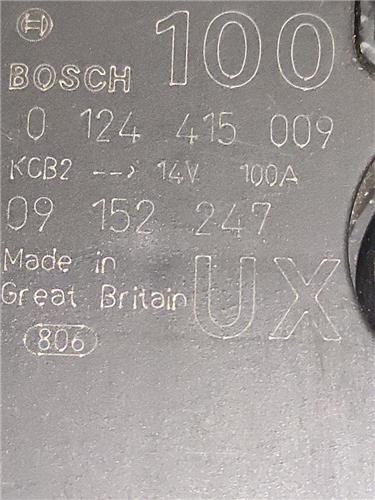 100
BOSCH
0 124 415 009
KCB2 --> 14V 100A
09 152 247
Made in
Great Britain
UX
806